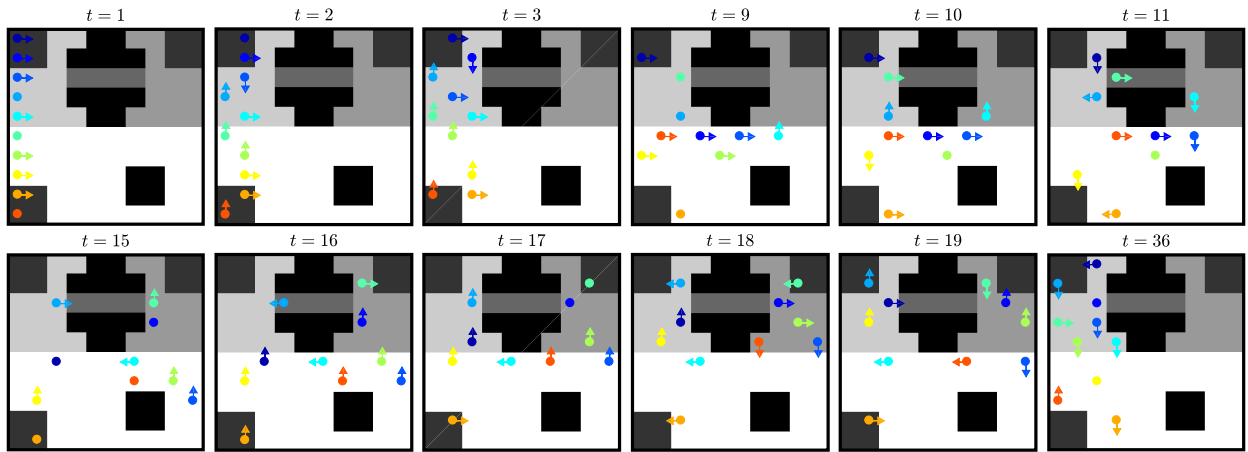 t = 1
t = 2
t = 3
t = 9
t = 10
t = 11
t = 15
t = 16
t = 17
t = 18
t = 19
t = 36